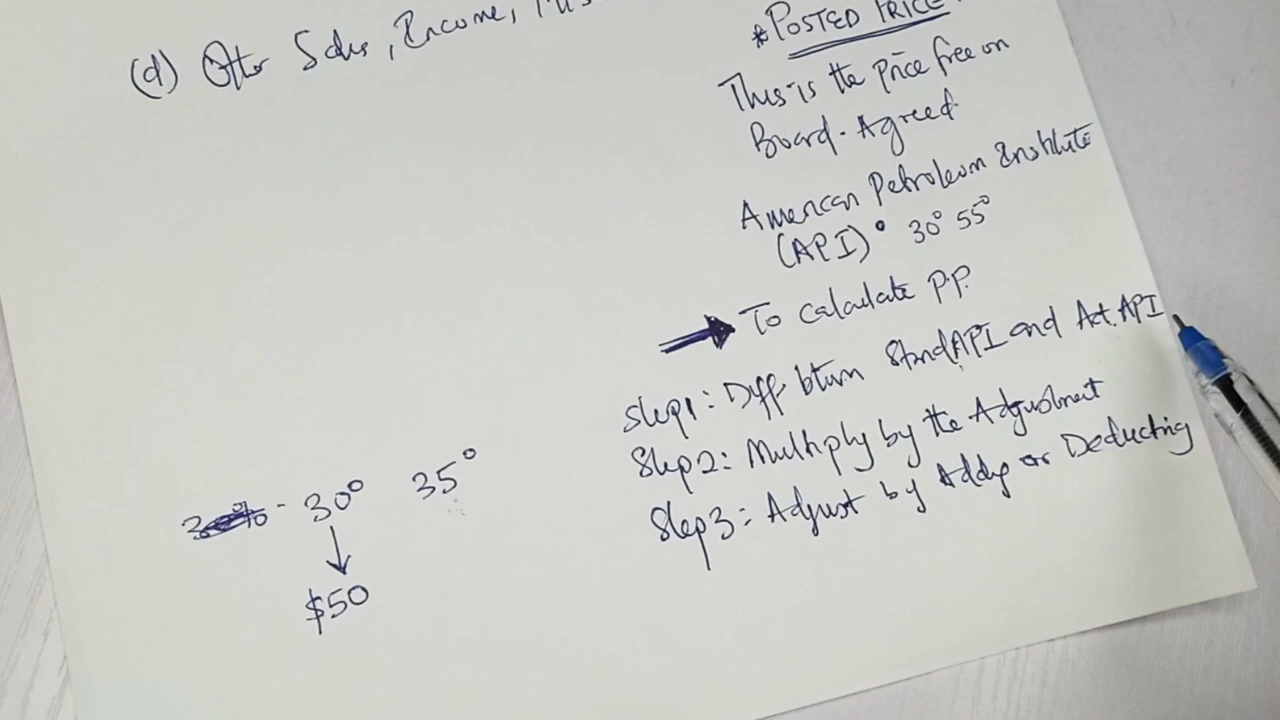 (d) Other Sales, Income,
*POSTED PRICE
This is the price free on
Board - Agreed
American Petroleum Institute
(API)° 30° 55°
To calculate P.P.
Step1: Diff btwn Stand API and Act. API
Step2: Multiply by the Adjustment
Step3: Adjust by Adding or Deducting
30° 35°
$50